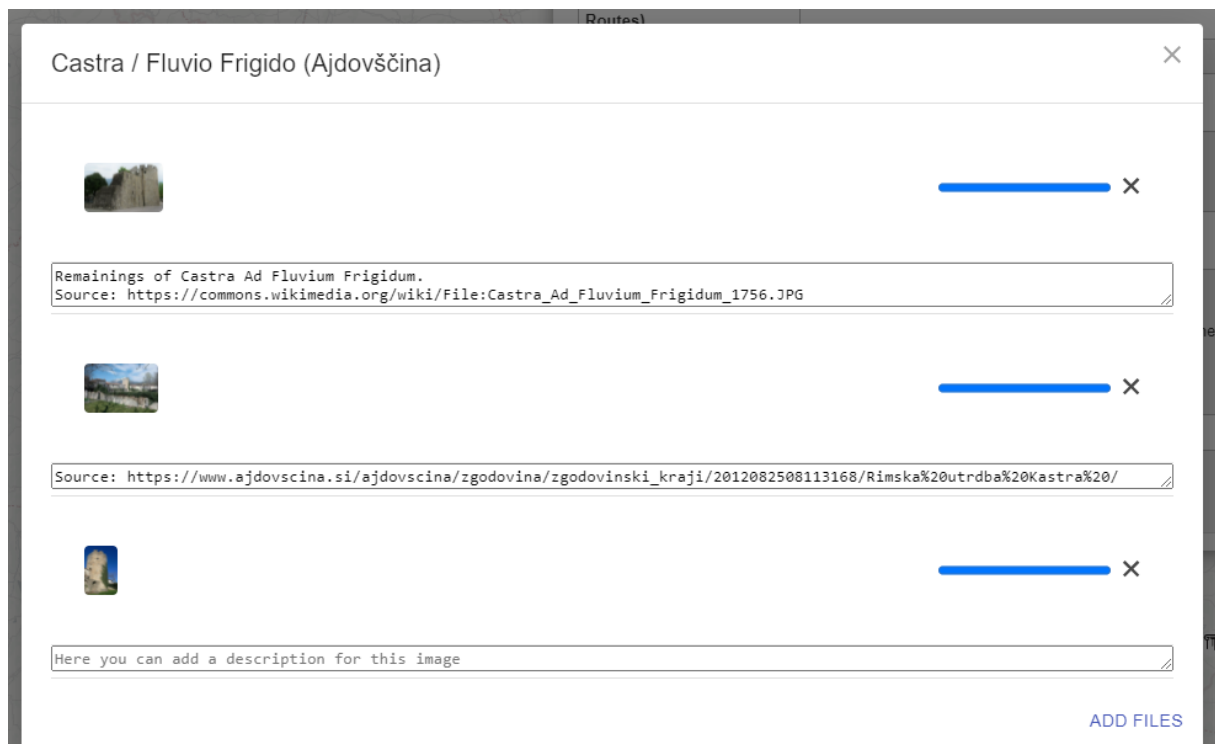 Routes)
Castra / Fluvio Frigido (Ajdovščina)
Remainings of Castra Ad Fluvium Frigidum.
Source: https://commons.wikimedia.org/wiki/File:Castra_Ad_Fluvium_Frigidum_1756.JPG
Source: https://www.ajdovscina.si/ajdovscina/zgodovina/zgodovinski_kraji/2012082508113168/Rimska%20utrdba%20Kastra%20/
Here you can add a description for this image
ADD FILES